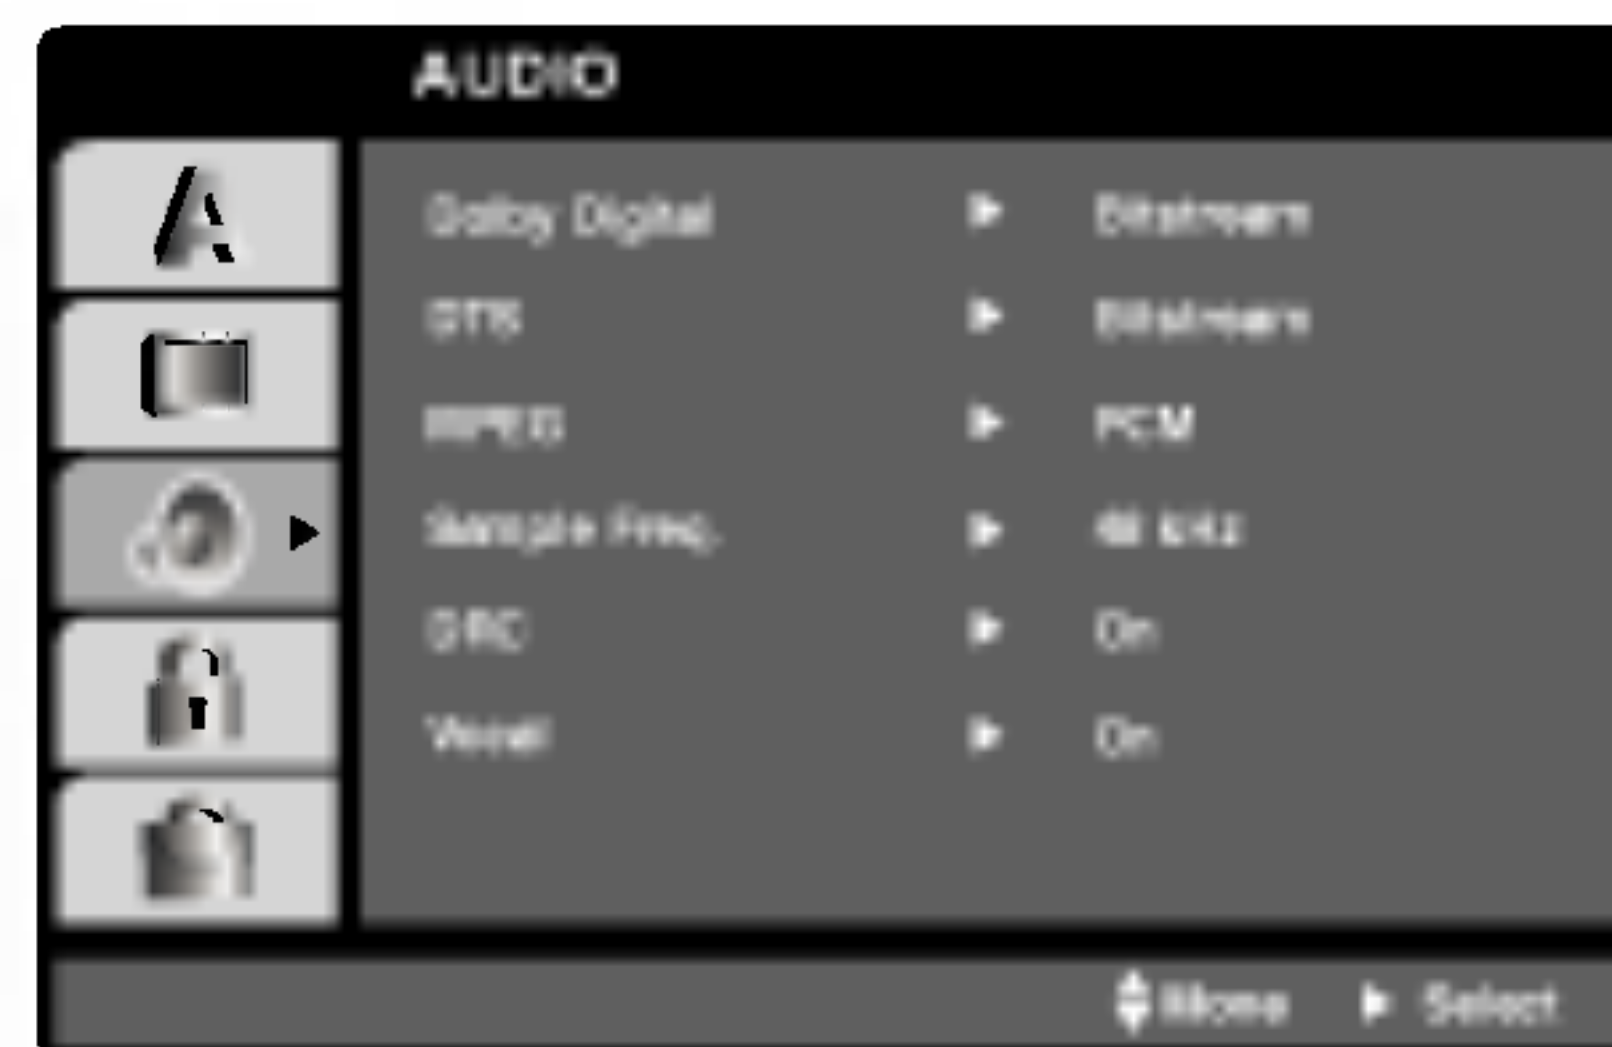 AUDIO
Dolby Digital Bitstream
DTS Bitstream
MPEG PCM
Sample Freq. 48 kHz
DRC On
Vocal On
Move Select